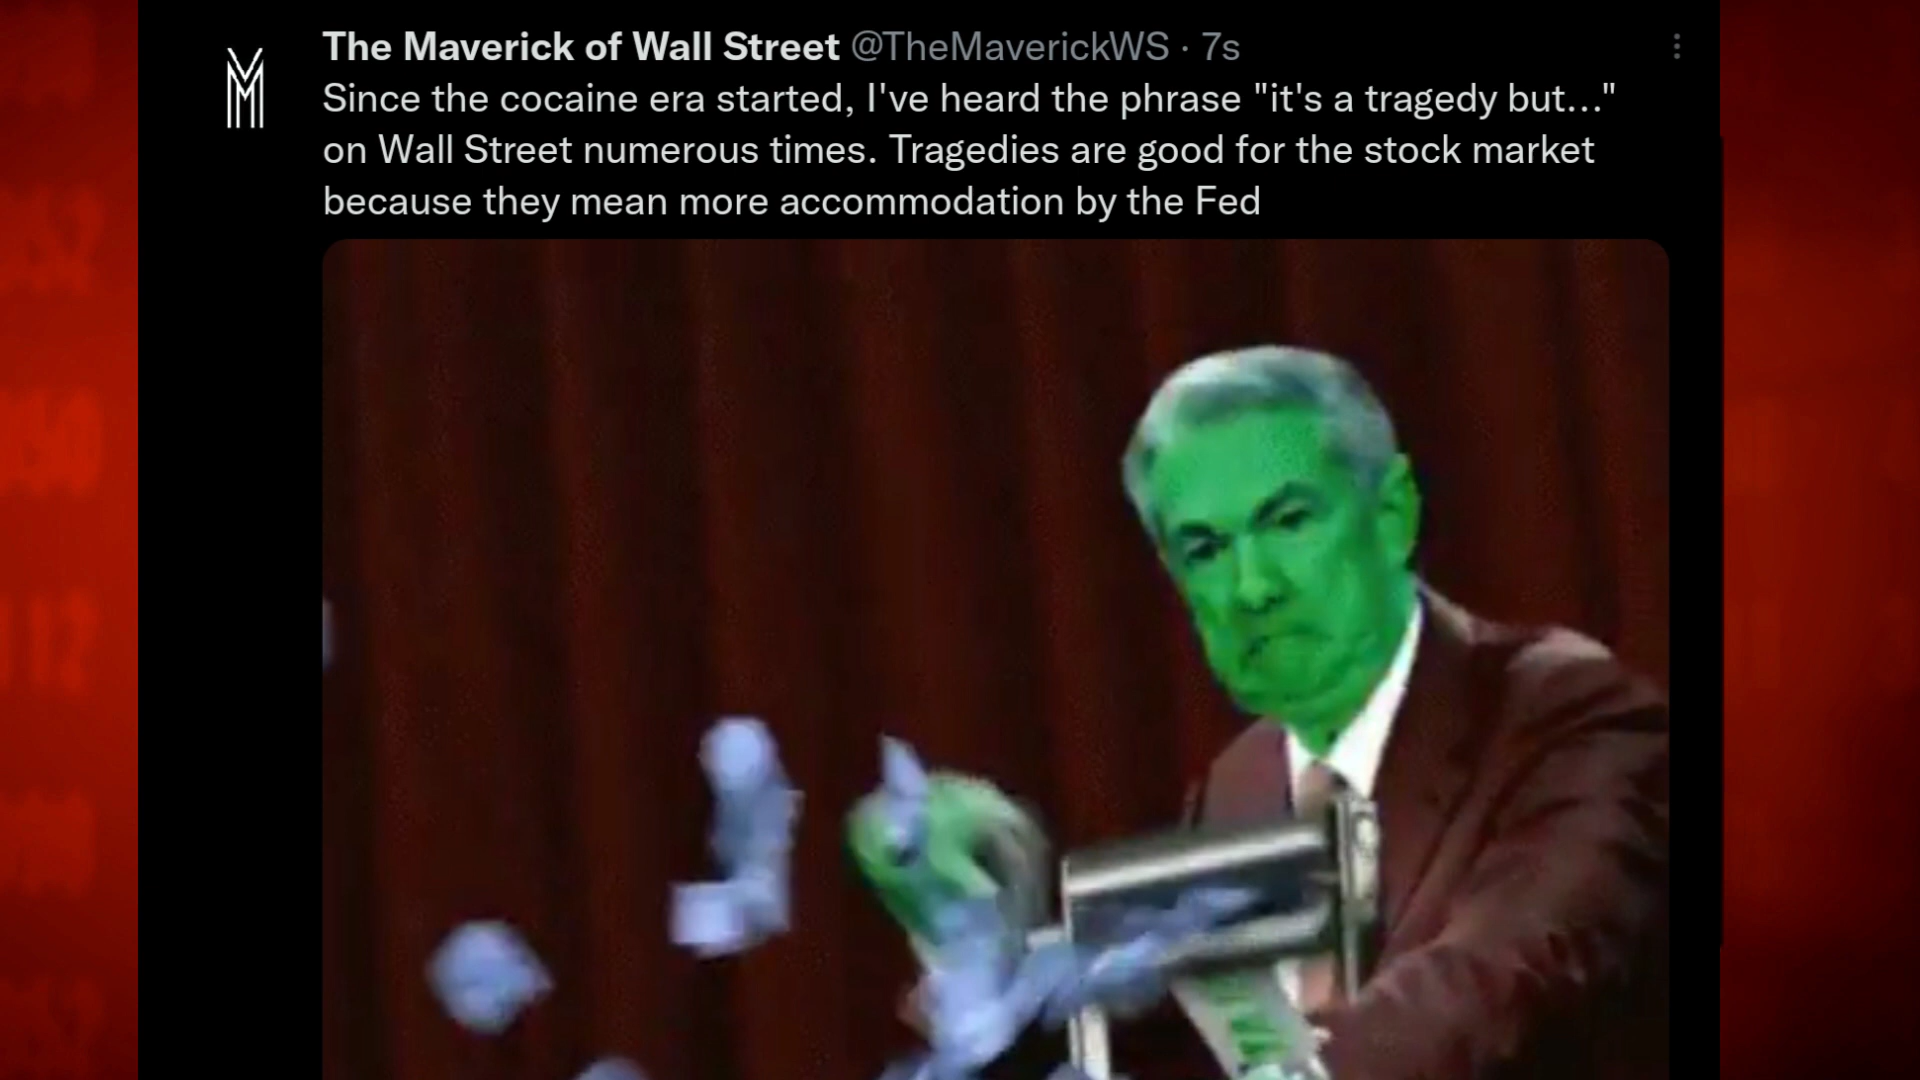 The Maverick of Wall Street @TheMaverickWS · 7s
Since the cocaine era started, I've heard the phrase "it's a tragedy but..."
on Wall Street numerous times. Tragedies are good for the stock market
because they mean more accommodation by the Fed